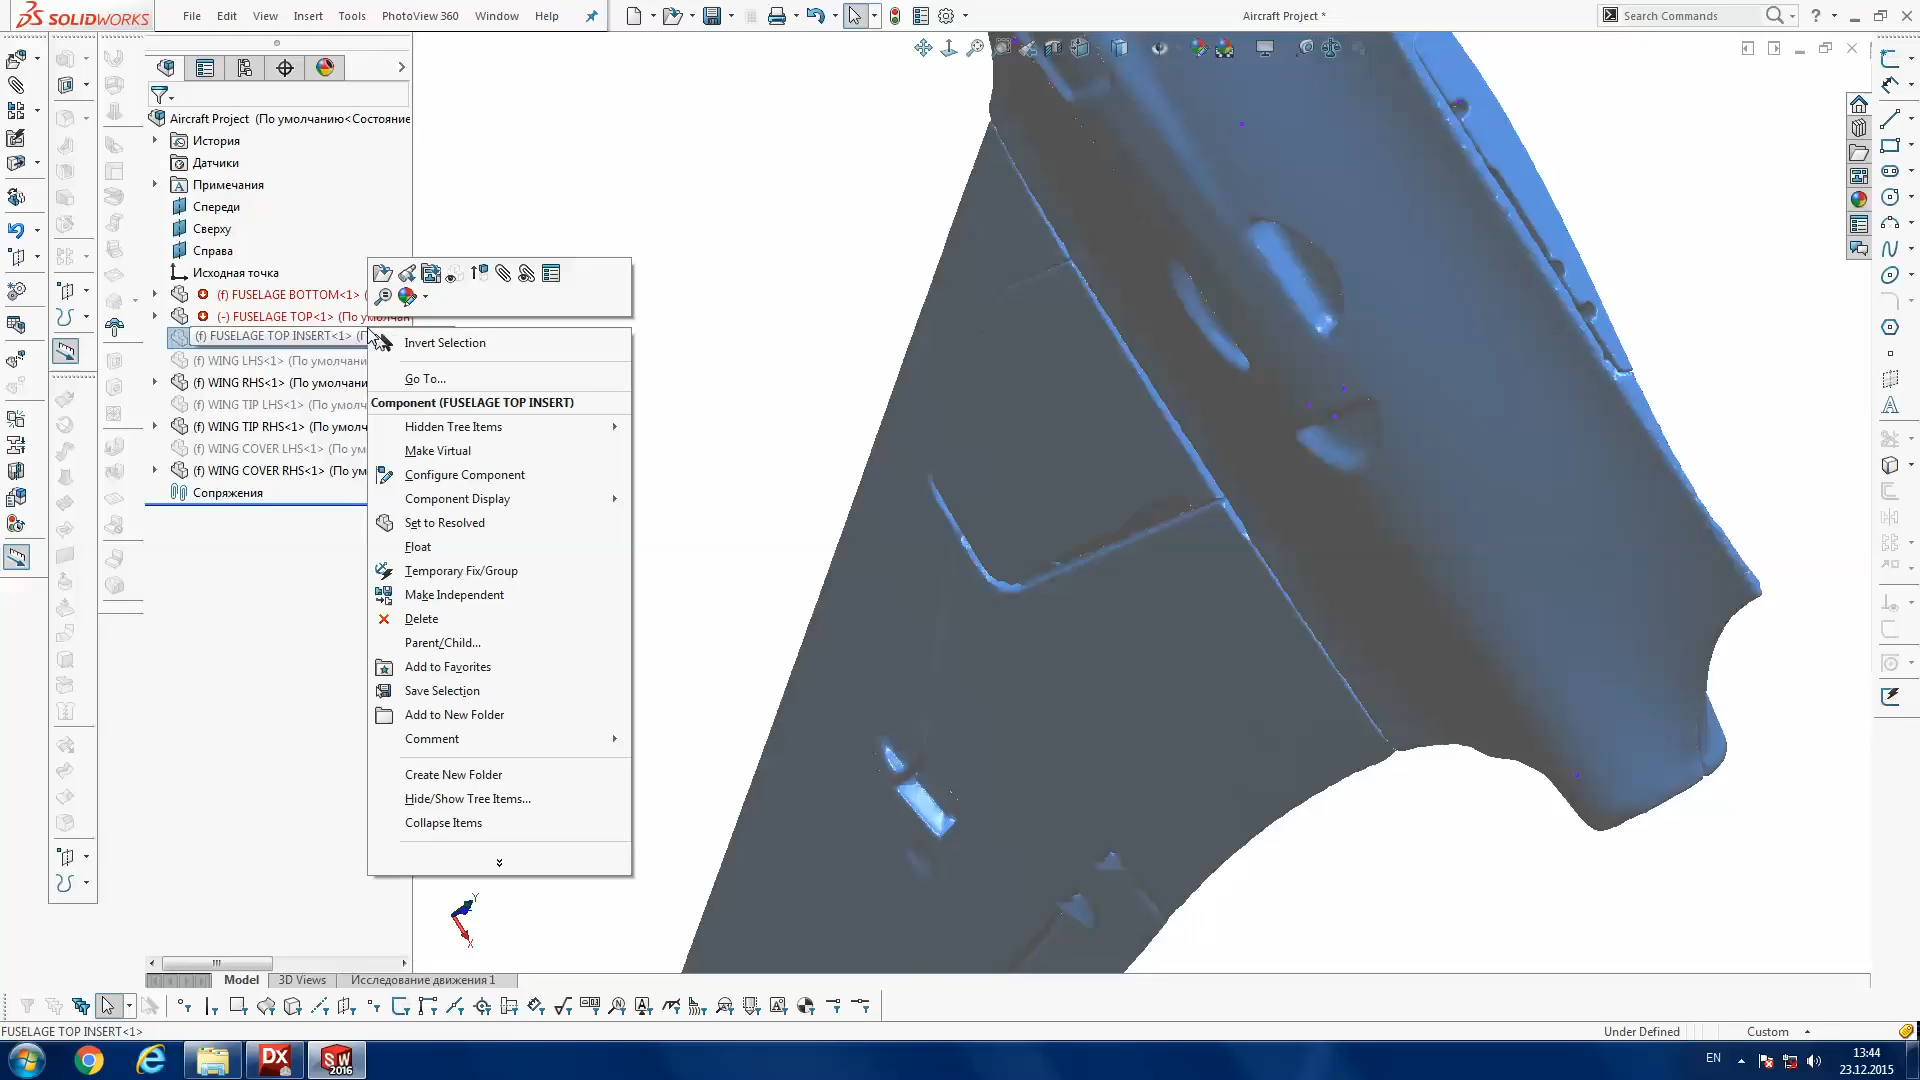 SOLIDWORKS
File Edit View Insert Tools PhotoView 360 Window Help
Aircraft Project *
Search Commands
?
Aircraft Project (По умолчанию<Состояние
История
Датчики
Примечания
Спереди
Сверху
Справа
Исходная точка
(f) FUSELAGE BOTTOM<1> (
(-) FUSELAGE TOP<1> (По умолчан
(f) FUSELAGE TOP INSERT<1> (П
(f) WING LHS<1> (По умолчани
(f) WING RHS<1> (По умолчани
(f) WING TIP LHS<1> (По умолч
(f) WING TIP RHS<1> (По умолч
(f) WING COVER LHS<1> (По ум
(f) WING COVER RHS<1> (По ум
Сопряжения
Invert Selection
Go To...
Component (FUSELAGE TOP INSERT)
Hidden Tree Items
Make Virtual
Configure Component
Component Display
Set to Resolved
Float
Temporary Fix/Group
Make Independent
Delete
Parent/Child...
Add to Favorites
Save Selection
Add to New Folder
Comment
Create New Folder
Hide/Show Tree Items...
Collapse Items
Y
X
Model 3D Views Исследование движения 1
FUSELAGE TOP INSERT<1>
Under Defined
Custom
DX
SW
2016
EN
13:44
23.12.2015